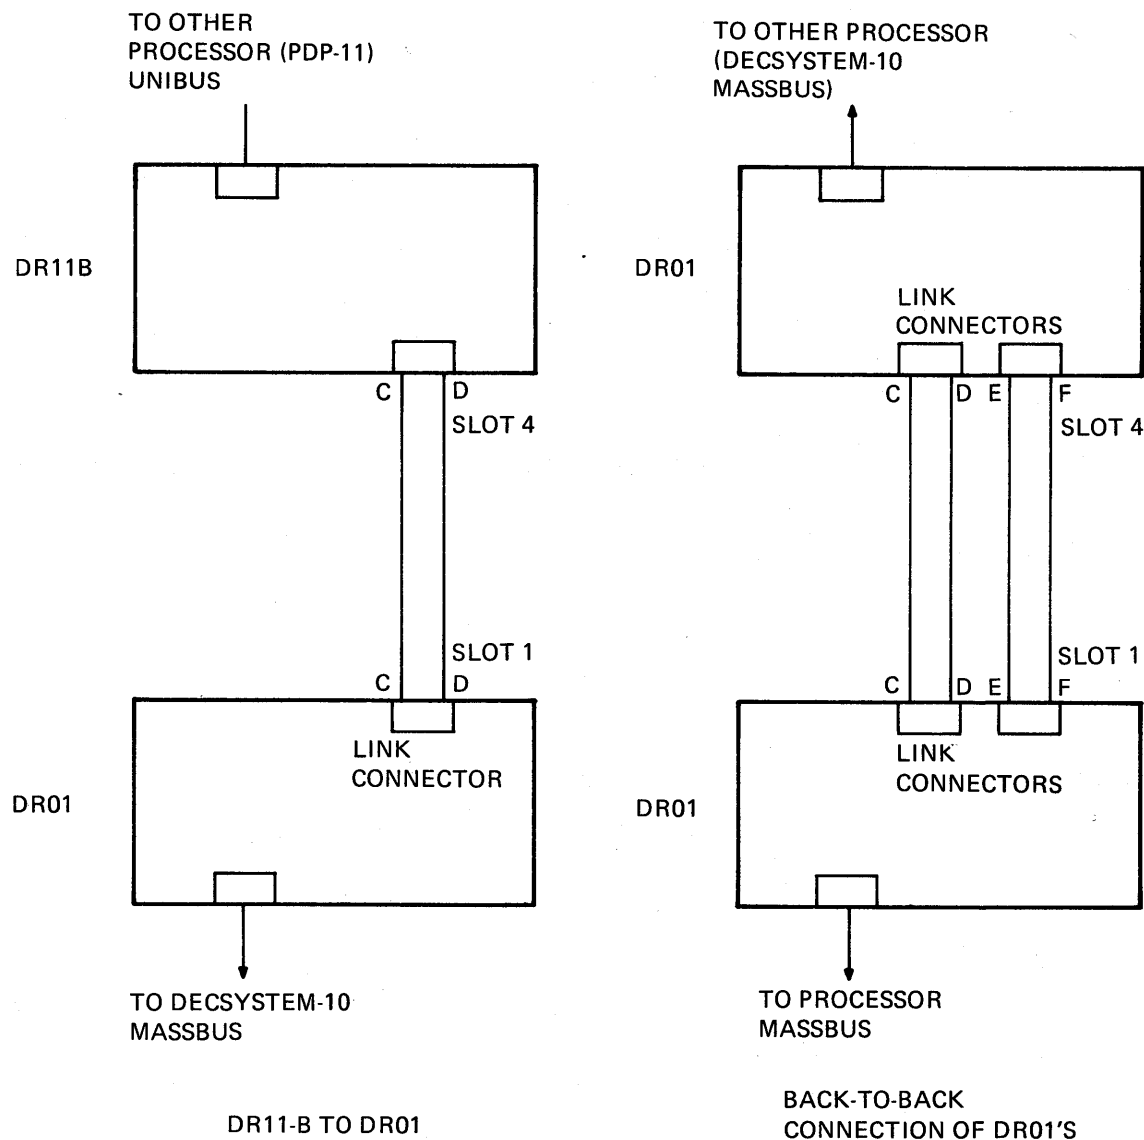 TO OTHER
PROCESSOR (PDP-11)
UNIBUS
DR11B
C D
SLOT 4
SLOT 1
C D
LINK
CONNECTOR
DR01
TO DECSYSTEM-10
MASSBUS
DR11-B TO DR01
TO OTHER PROCESSOR
(DECSYSTEM-10
MASSBUS)
DR01
LINK
CONNECTORS
C D E F
SLOT 4
SLOT 1
C D E F
LINK
CONNECTORS
DR01
TO PROCESSOR
MASSBUS
BACK-TO-BACK
CONNECTION OF DR01'S